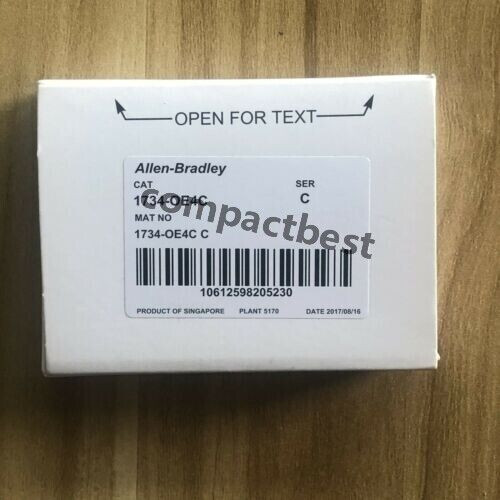 OPEN FOR TEXT
Allen-Bradley
CAT SER
1734-OE4C C
compactbest
MAT NO
1734-OE4C C
10612598205230
PRODUCT OF SINGAPORE PLANT 5170 DATE 2017/08/16